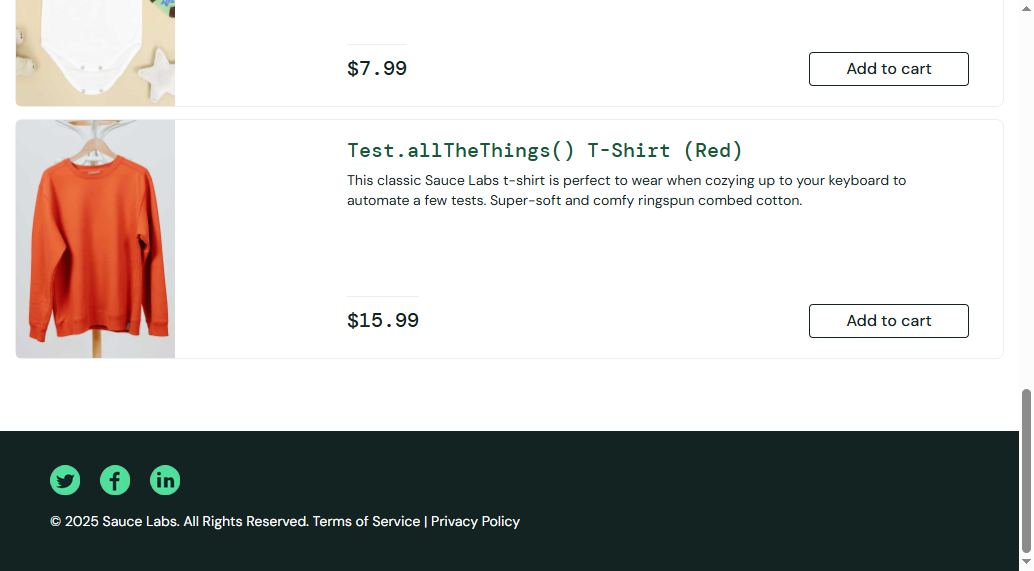 $7.99
Add to cart
Test.allTheThings() T-Shirt (Red)
This classic Sauce Labs t-shirt is perfect to wear when cozying up to your keyboard to
automate a few tests. Super-soft and comfy ringspun combed cotton.
$15.99
Add to cart
© 2025 Sauce Labs. All Rights Reserved. Terms of Service | Privacy Policy